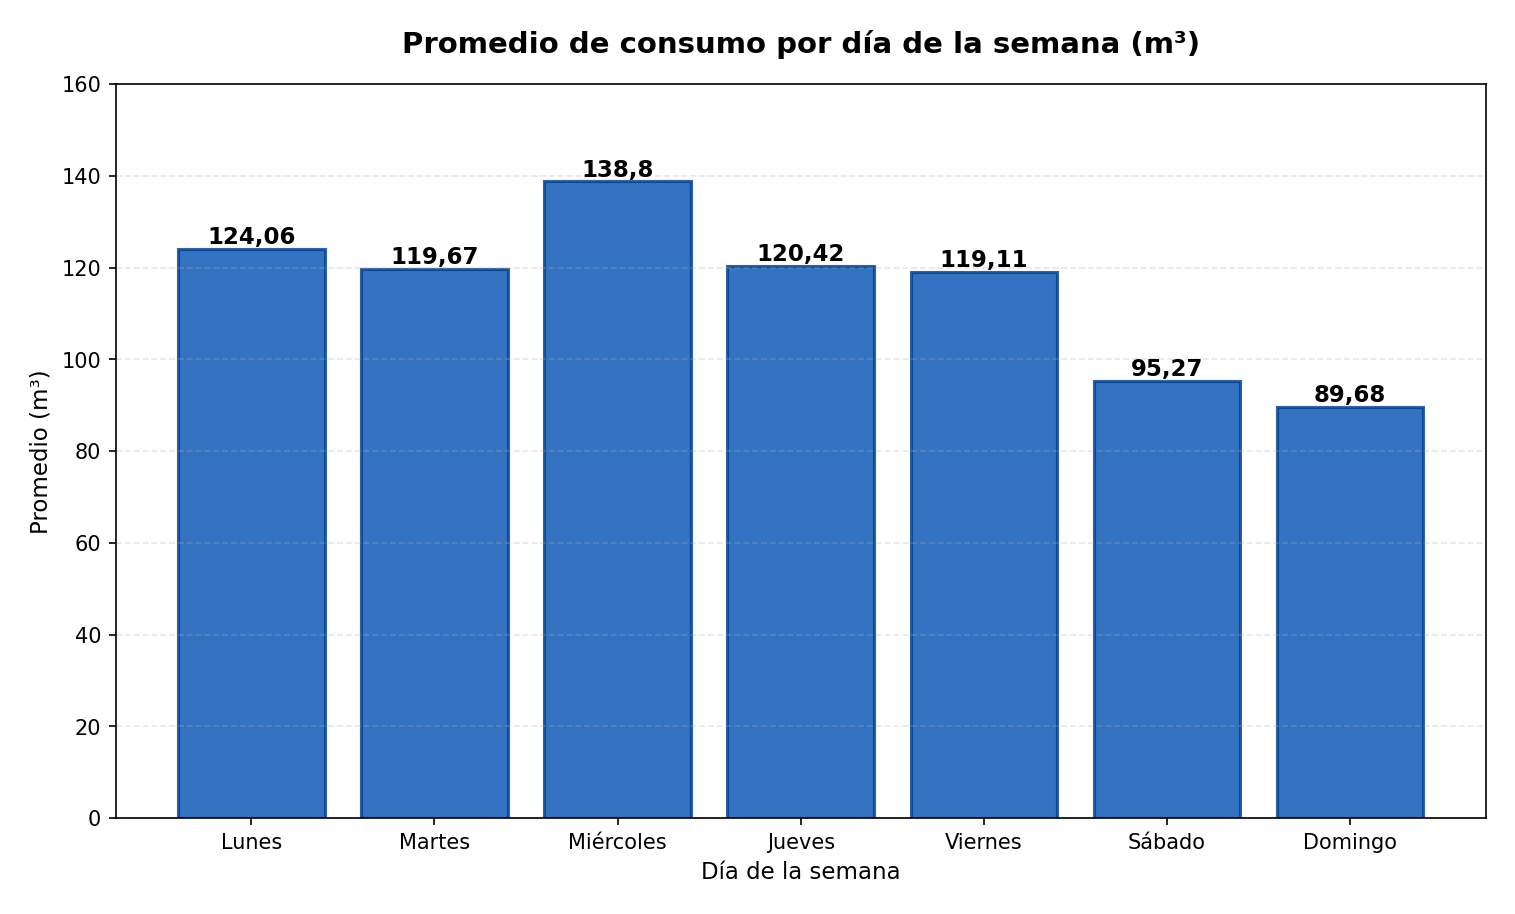 Promedio de consumo por día de la semana (m³)
160
140
120
100
80
60
40
20
0
Promedio (m³)
124,06
119,67
138,8
120,42
119,11
95,27
89,68
Lunes
Martes
Miércoles
Jueves
Viernes
Sábado
Domingo
Día de la semana